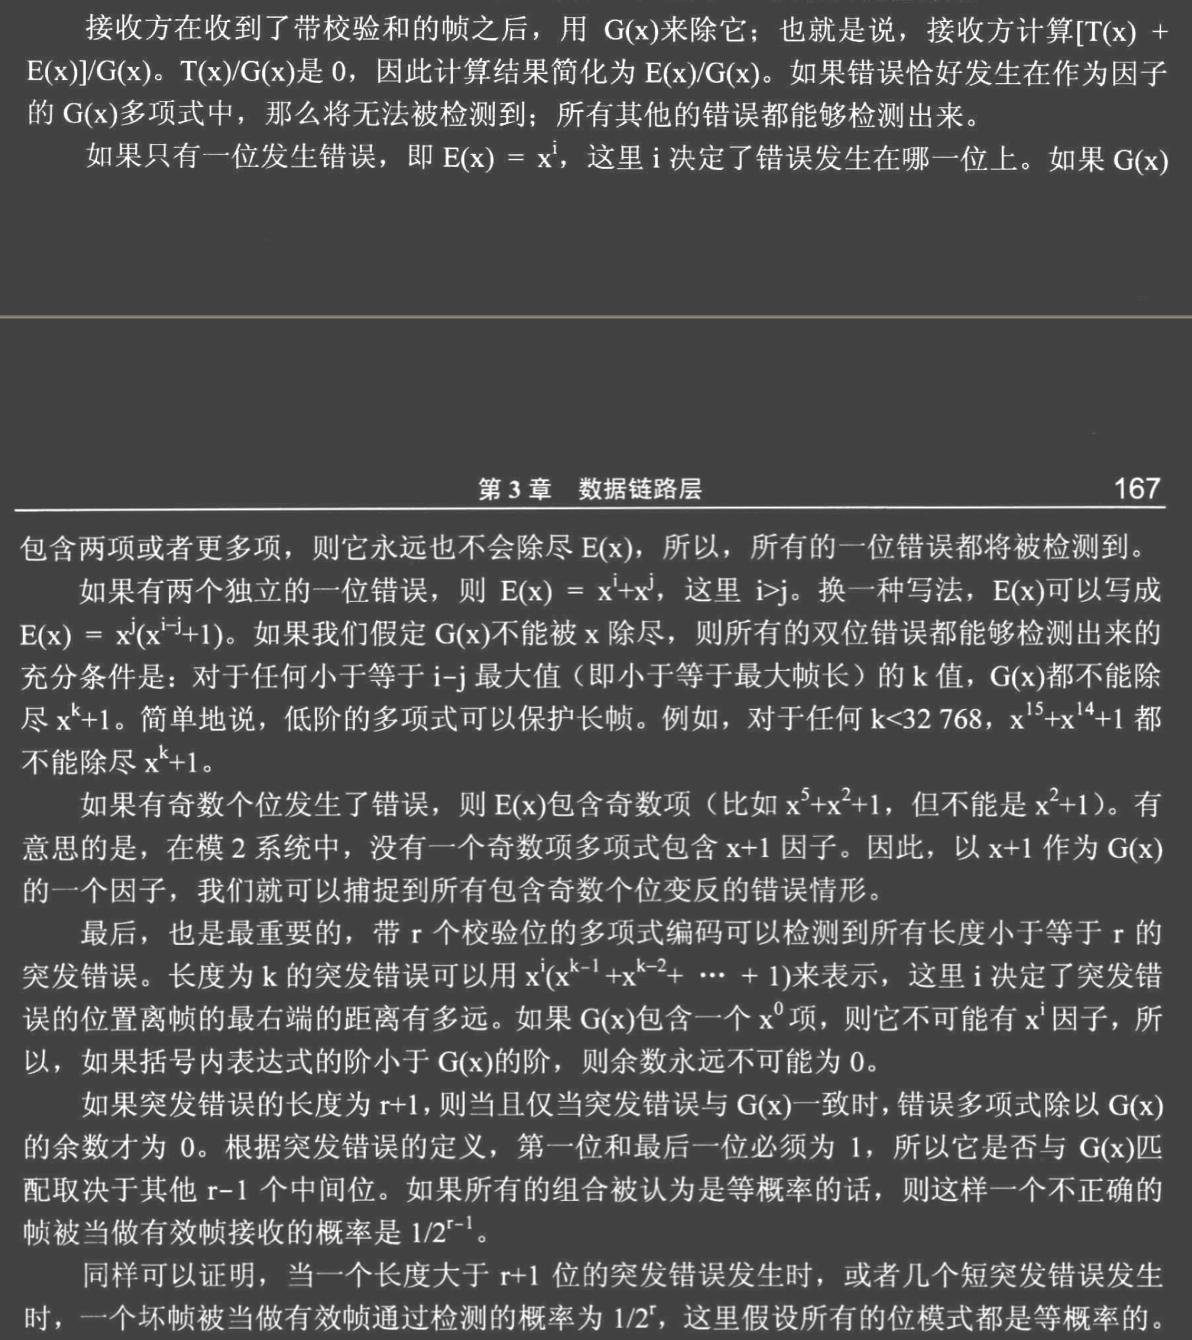 接收方在收到了带校验和的帧之后，用 G(x)来除它；也就是说，接收方计算[T(x) +
E(x)]/G(x)。T(x)/G(x)是 0，因此计算结果简化为 E(x)/G(x)。如果错误恰好发生在作为因子
的 G(x)多项式中，那么将无法被检测到；所有其他的错误都能够检测出来。
如果只有一位发生错误，即 E(x) = xⁱ，这里 i 决定了错误发生在哪一位上。如果 G(x)
第 3 章 数据链路层 167
包含两项或者更多项，则它永远也不会除尽 E(x)，所以，所有的一位错误都将被检测到。
如果有两个独立的一位错误，则 E(x) = xⁱ+xʲ，这里 i>j。换一种写法，E(x)可以写成
E(x) = xʲ(xⁱ⁻ʲ+1)。如果我们假定 G(x)不能被 x 除尽，则所有的双位错误都能够检测出来的
充分条件是：对于任何小于等于 i-j 最大值（即小于等于最大帧长）的 k 值，G(x)都不能除
尽 xᵏ+1。简单地说，低阶的多项式可以保护长帧。例如，对于任何 k<32 768，x¹⁵+x¹⁴+1 都
不能除尽 xᵏ+1。
如果有奇数个位发生了错误，则 E(x)包含奇数项（比如 x⁵+x²+1，但不能是 x²+1）。有
意思的是，在模 2 系统中，没有一个奇数项多项式包含 x+1 因子。因此，以 x+1 作为 G(x)
的一个因子，我们就可以捕捉到所有包含奇数个位变反的错误情形。
最后，也是最重要的，带 r 个校验位的多项式编码可以检测到所有长度小于等于 r 的
突发错误。长度为 k 的突发错误可以用 xⁱ(xᵏ⁻¹+xᵏ⁻²+ … + 1)来表示，这里 i 决定了突发错
误的位置离帧的最右端的距离有多远。如果 G(x)包含一个 x⁰ 项，则它不可能有 xⁱ 因子，所
以，如果括号内表达式的阶小于 G(x)的阶，则余数永远不可能为 0。
如果突发错误的长度为 r+1，则当且仅当突发错误与 G(x)一致时，错误多项式除以 G(x)
的余数才为 0。根据突发错误的定义，第一位和最后一位必须为 1，所以它是否与 G(x)匹
配取决于其他 r-1 个中间位。如果所有的组合被认为是等概率的话，则这样一个不正确的
帧被当做有效帧接收的概率是 1/2ʳ⁻¹。
同样可以证明，当一个长度大于 r+1 位的突发错误发生时，或者几个短突发错误发生
时，一个坏帧被当做有效帧通过检测的概率为 1/2ʳ，这里假设所有的位模式都是等概率的。